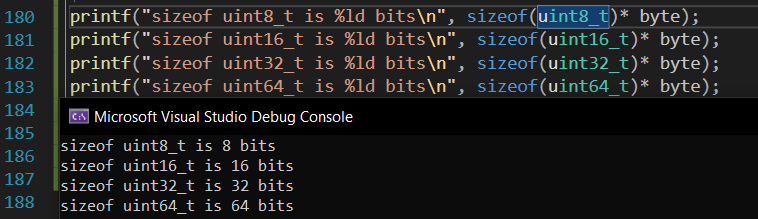 180 printf("sizeof uint8_t is %ld bits\n", sizeof(uint8_t)* byte);
181 printf("sizeof uint16_t is %ld bits\n", sizeof(uint16_t)* byte);
182 printf("sizeof uint32_t is %ld bits\n", sizeof(uint32_t)* byte);
183 printf("sizeof uint64_t is %ld bits\n", sizeof(uint64_t)* byte);
184
185
186
187
188
C:\ Microsoft Visual Studio Debug Console
sizeof uint8_t is 8 bits
sizeof uint16_t is 16 bits
sizeof uint32_t is 32 bits
sizeof uint64_t is 64 bits